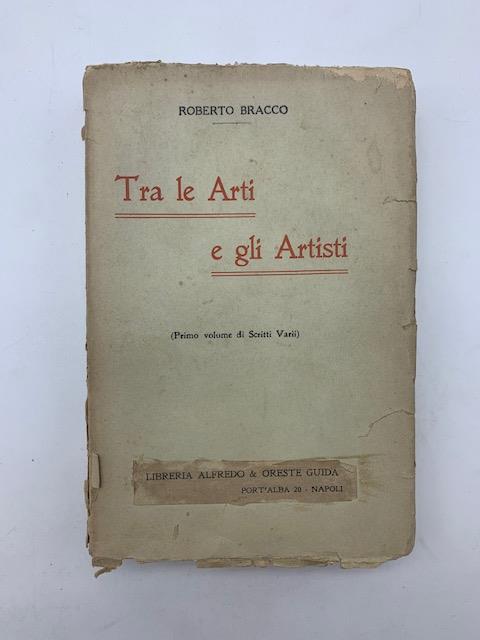 ROBERTO BRACCO
Tra le Arti
e gli Artisti
(Primo volume di Scritti Varii)
LIBRERIA ALFREDO & ORESTE GUIDA
PORT'ALBA 20 - NAPOLI